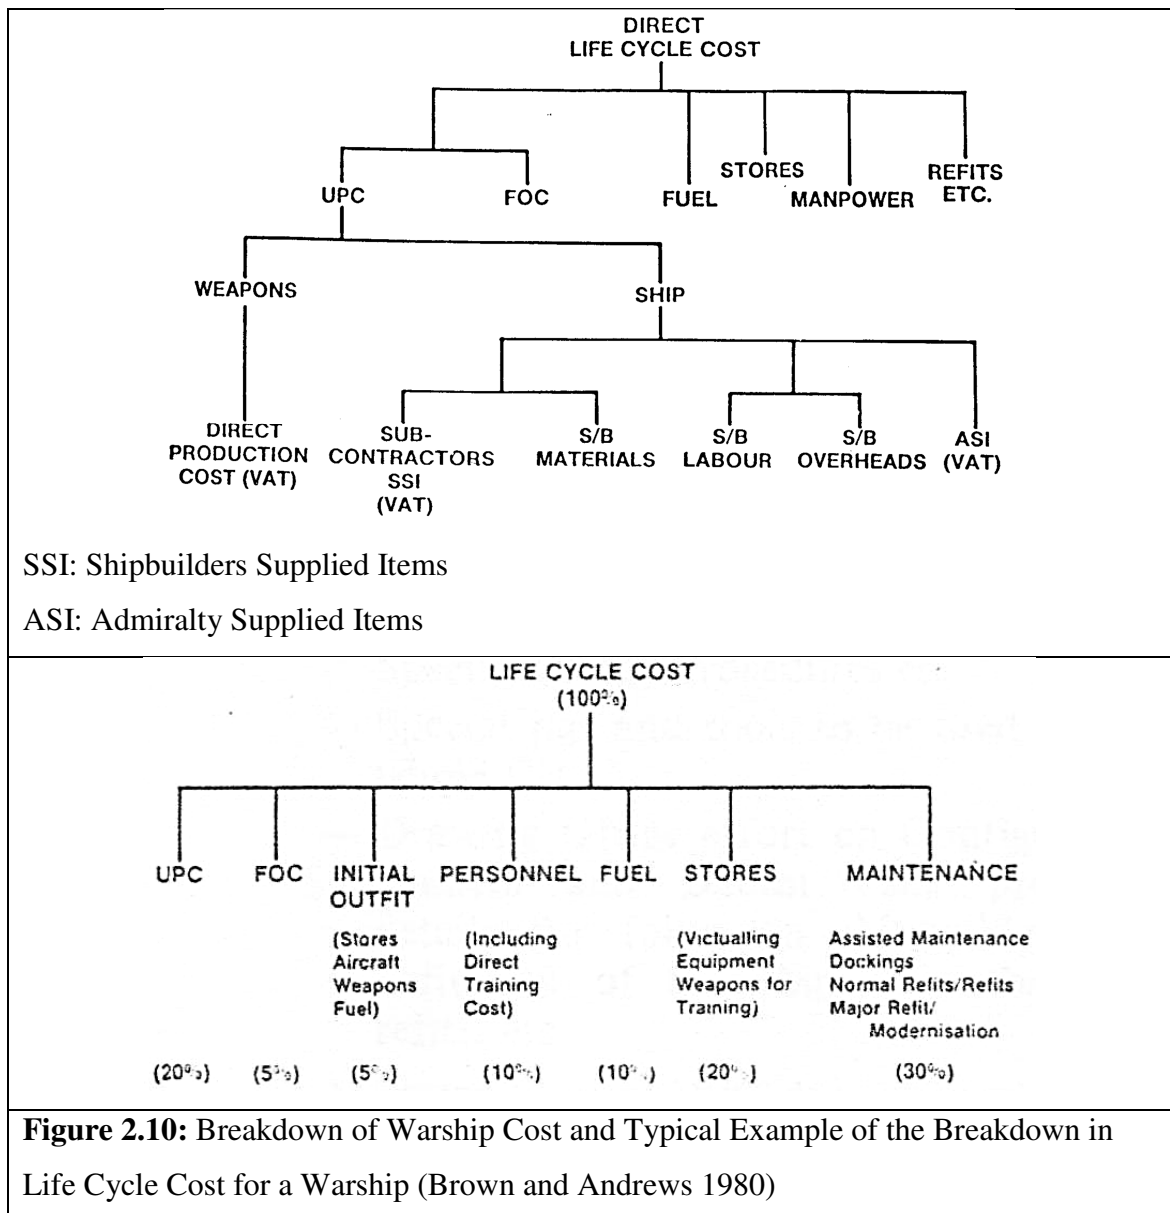 DIRECT
LIFE CYCLE COST
UPC
FOC
FUEL
STORES
MANPOWER
REFITS
ETC.
WEAPONS
SHIP
DIRECT
PRODUCTION
COST (VAT)
SUB-
CONTRACTORS
SSI
(VAT)
S/B
MATERIALS
S/B
LABOUR
S/B
OVERHEADS
ASI
(VAT)
SSI: Shipbuilders Supplied Items
ASI: Admiralty Supplied Items
LIFE CYCLE COST
(100%)
UPC
FOC
INITIAL
OUTFIT
PERSONNEL
FUEL
STORES
MAINTENANCE
(Stores
Aircraft
Weapons
Fuel)
(Including
Direct
Training
Cost)
(Victualling
Equipment
Weapons for
Training)
Assisted Maintenance
Dockings
Normal Refits/Refits
Major Refit/
Modernisation
(20%)
(5%)
(5%)
(10%)
(10%)
(20%)
(30%)
Figure 2.10: Breakdown of Warship Cost and Typical Example of the Breakdown in
Life Cycle Cost for a Warship (Brown and Andrews 1980)